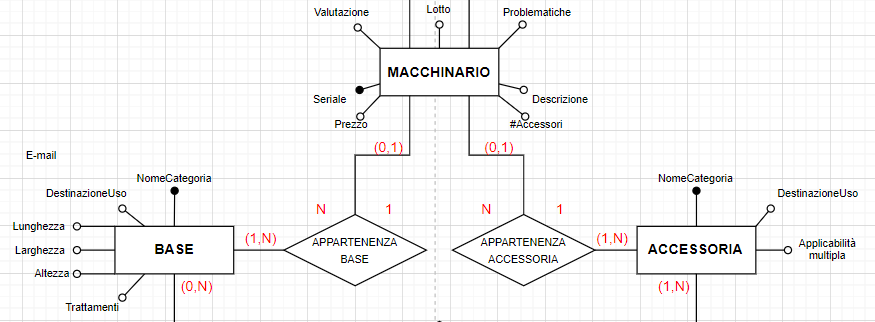 Valutazione
Lotto
Problematiche
MACCHINARIO
Seriale
Descrizione
Prezzo
#Accessori
(0,1)
(0,1)
E-mail
NomeCategoria
NomeCategoria
DestinazioneUso
DestinazioneUso
N
1
N
1
Lunghezza
Larghezza
Altezza
BASE
(1,N)
APPARTENENZA
BASE
APPARTENENZA
ACCESSORIA
(1,N)
ACCESSORIA
Applicabilità
multipla
(0,N)
(1,N)
Trattamenti